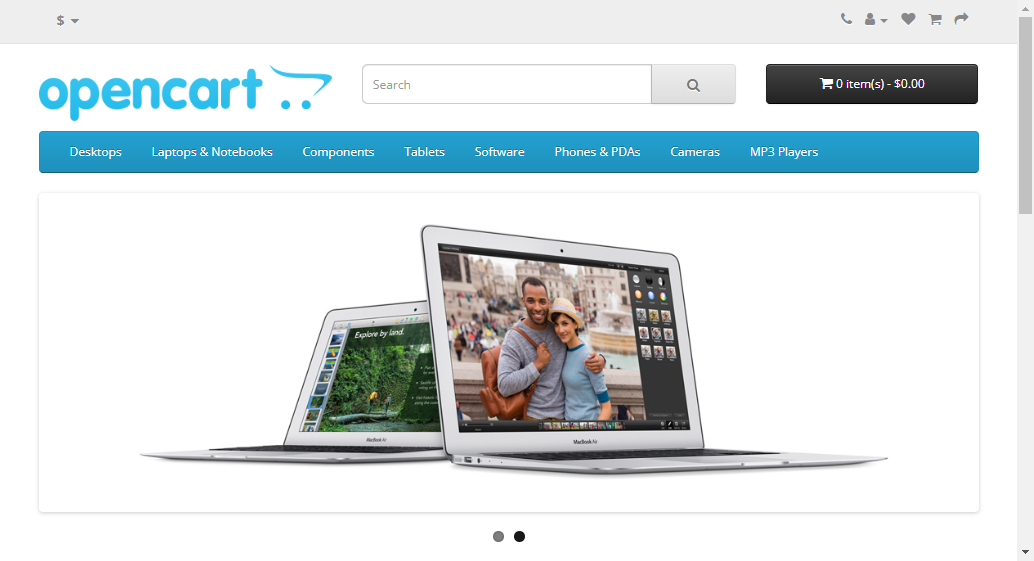 $
opencart
Search
0 item(s) - $0.00
Desktops
Laptops & Notebooks
Components
Tablets
Software
Phones & PDAs
Cameras
MP3 Players
Explore by land.
MacBook Air
MacBook Air